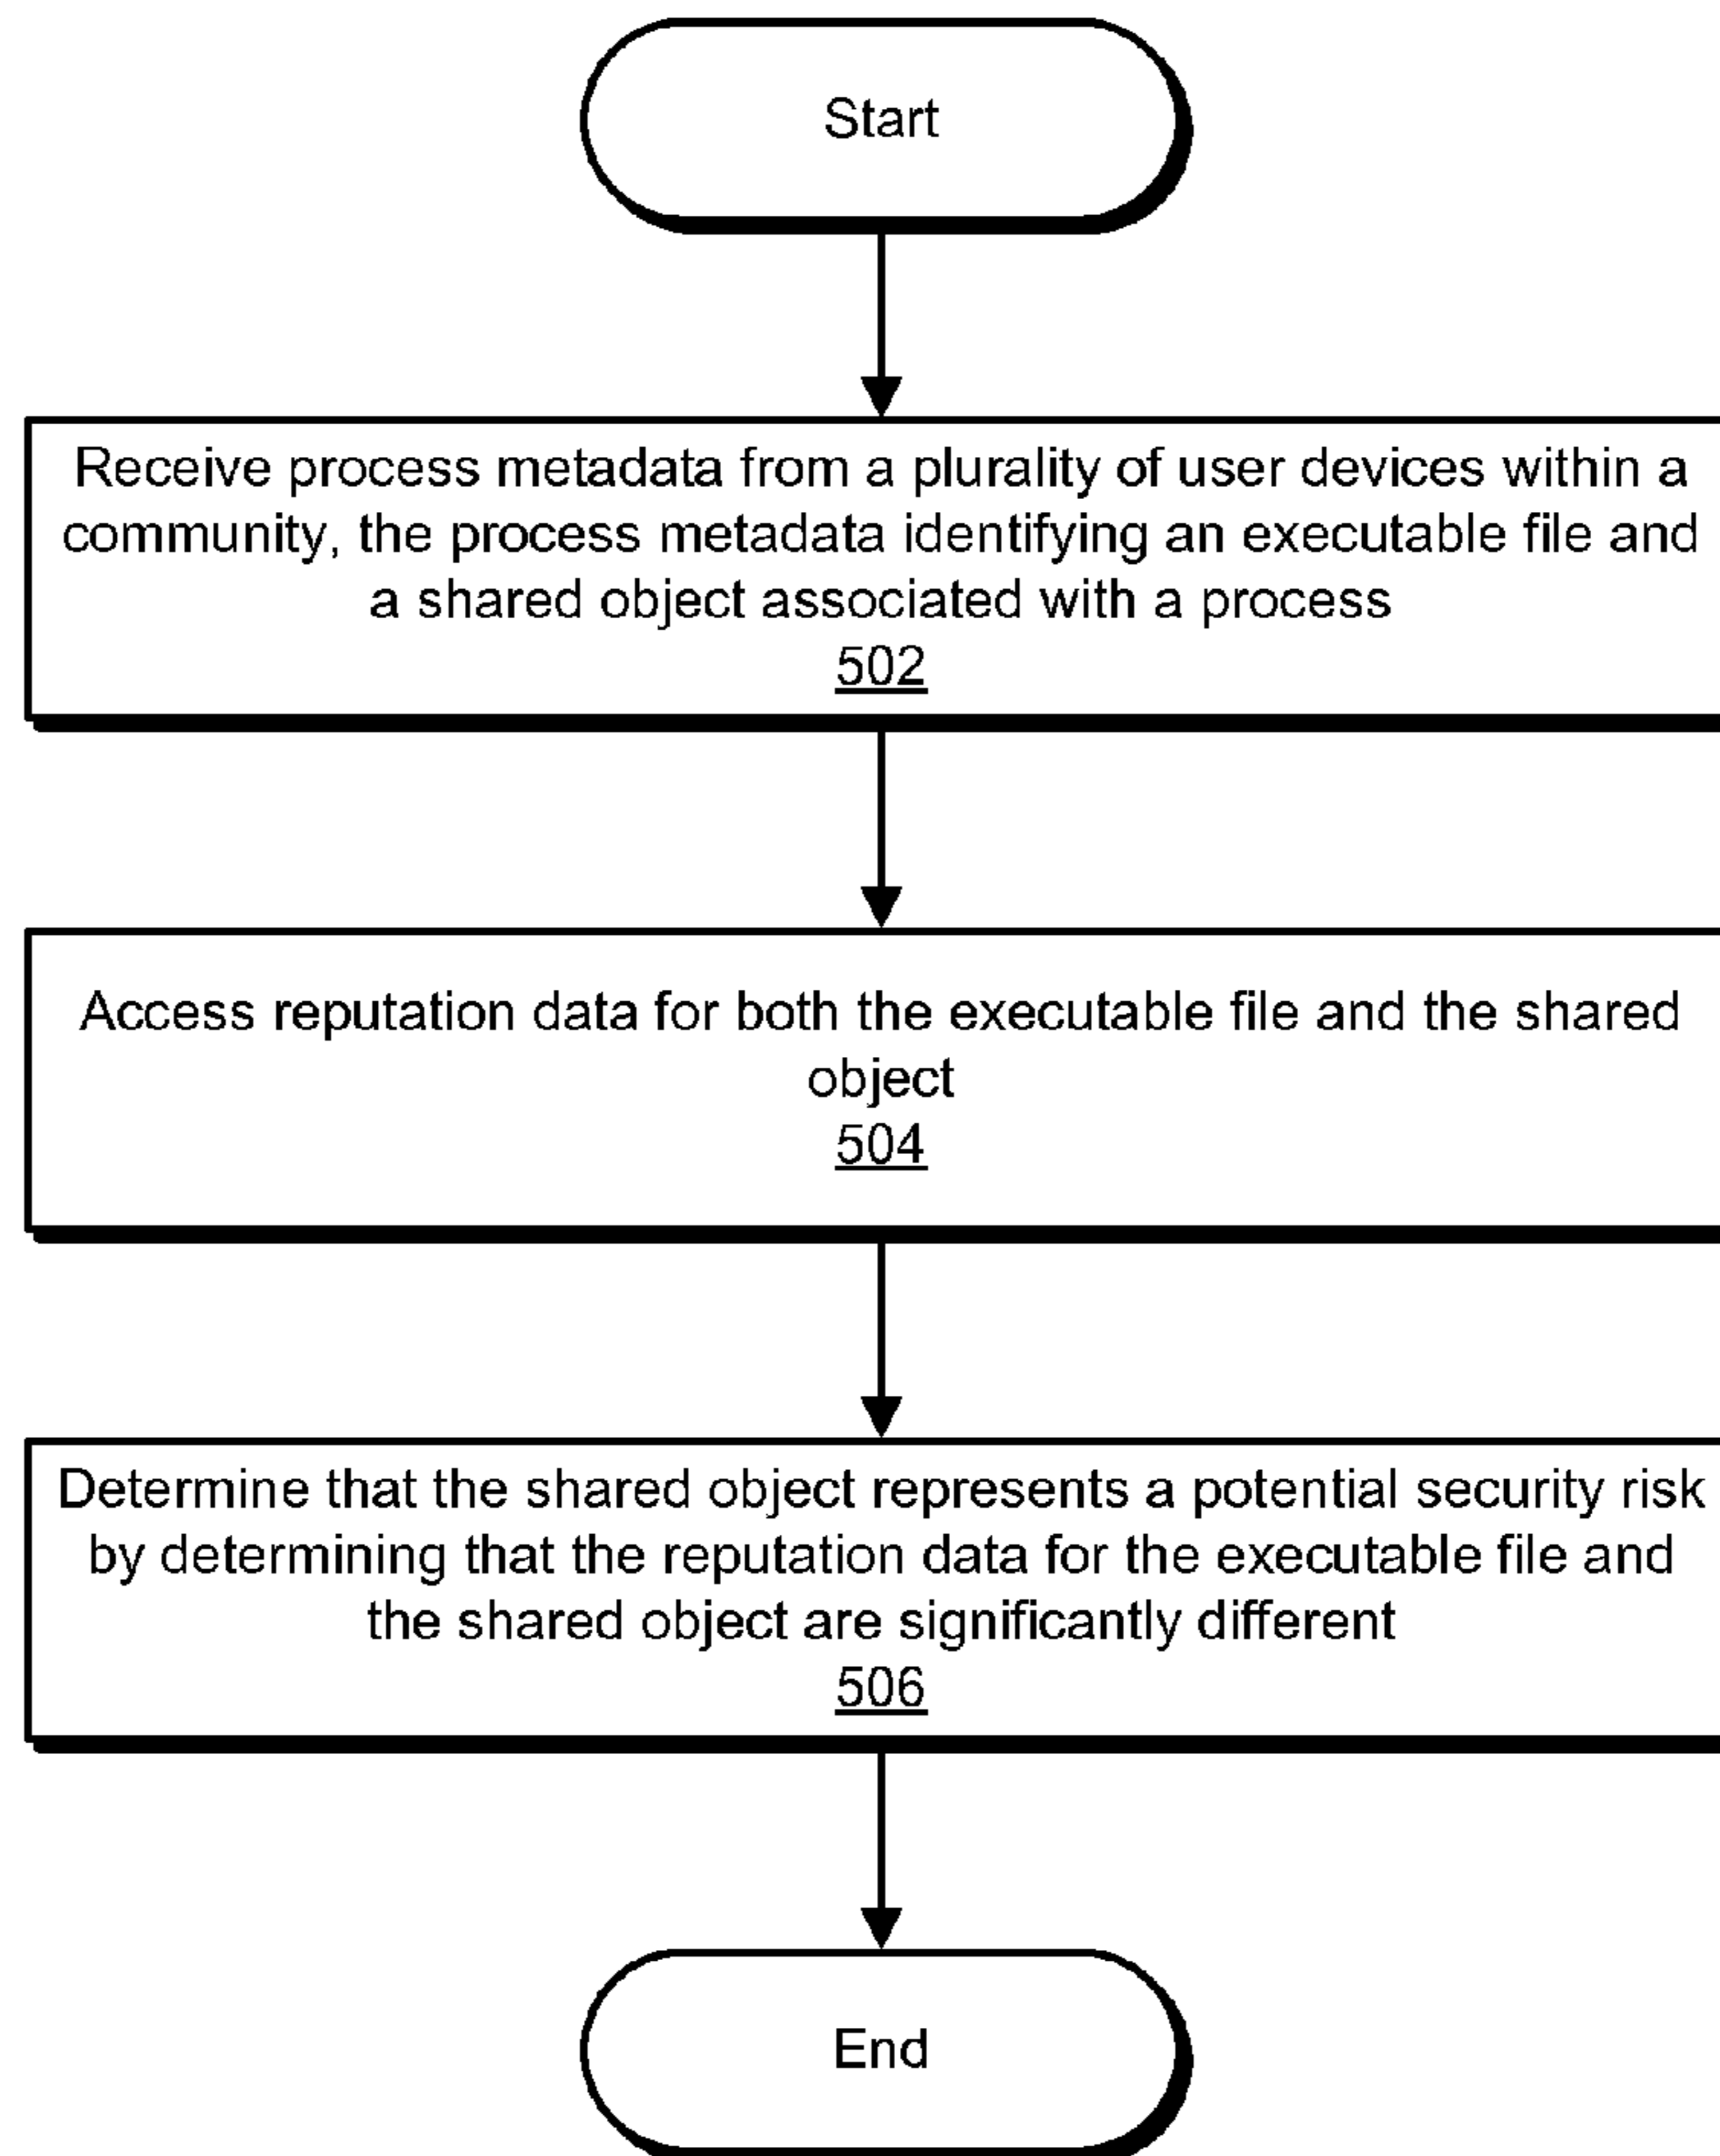 Start
Receive process metadata from a plurality of user devices within a
community, the process metadata identifying an executable file and
a shared object associated with a process
502
Access reputation data for both the executable file and the shared
object
504
Determine that the shared object represents a potential security risk
by determining that the reputation data for the executable file and
the shared object are significantly different
506
End